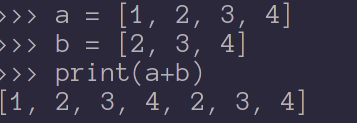 >>> a = [1, 2, 3, 4]
>>> b = [2, 3, 4]
>>> print(a+b)
[1, 2, 3, 4, 2, 3, 4]